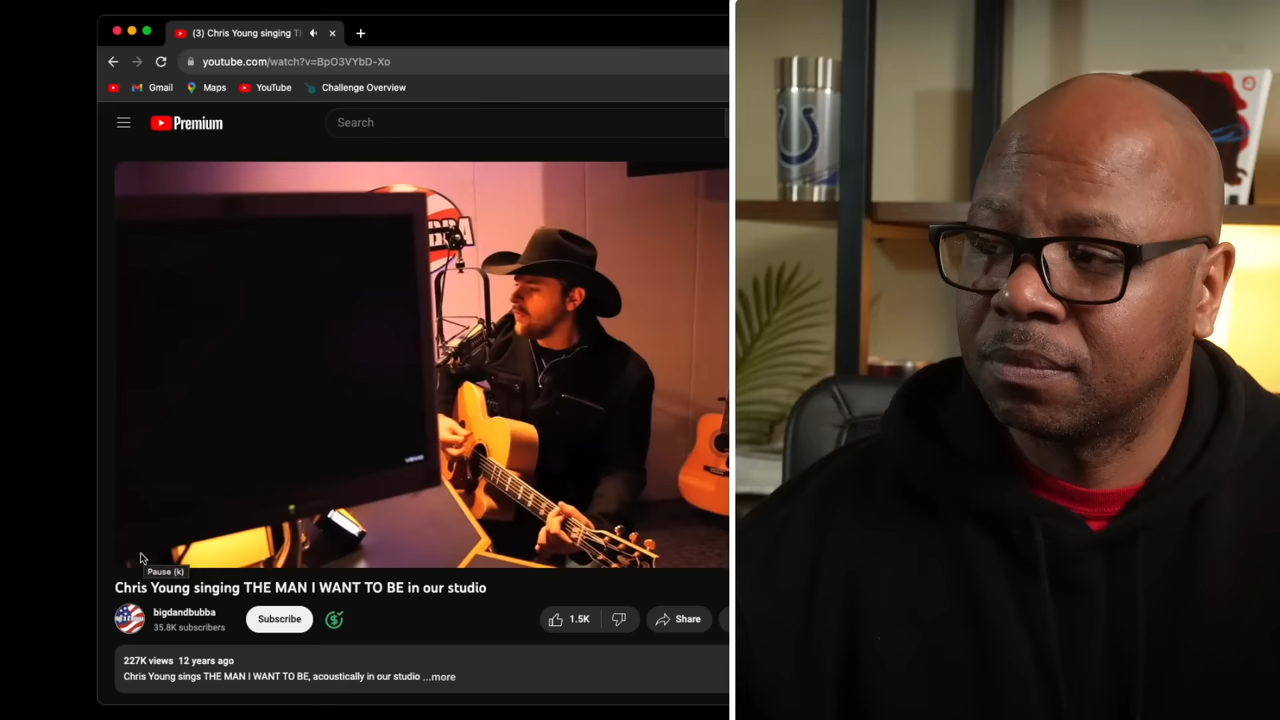 (3) Chris Young singing TH
youtube.com/watch?v=BpO3VYbD-Xo
Gmail
Maps
YouTube
Challenge Overview
Premium
Search
vevo
Pause (k)
Chris Young singing THE MAN I WANT TO BE in our studio
bigdandbubba
35.8K subscribers
Subscribe
1.5K
Share
227K views 12 years ago
Chris Young sings THE MAN I WANT TO BE, acoustically in our studio ...more